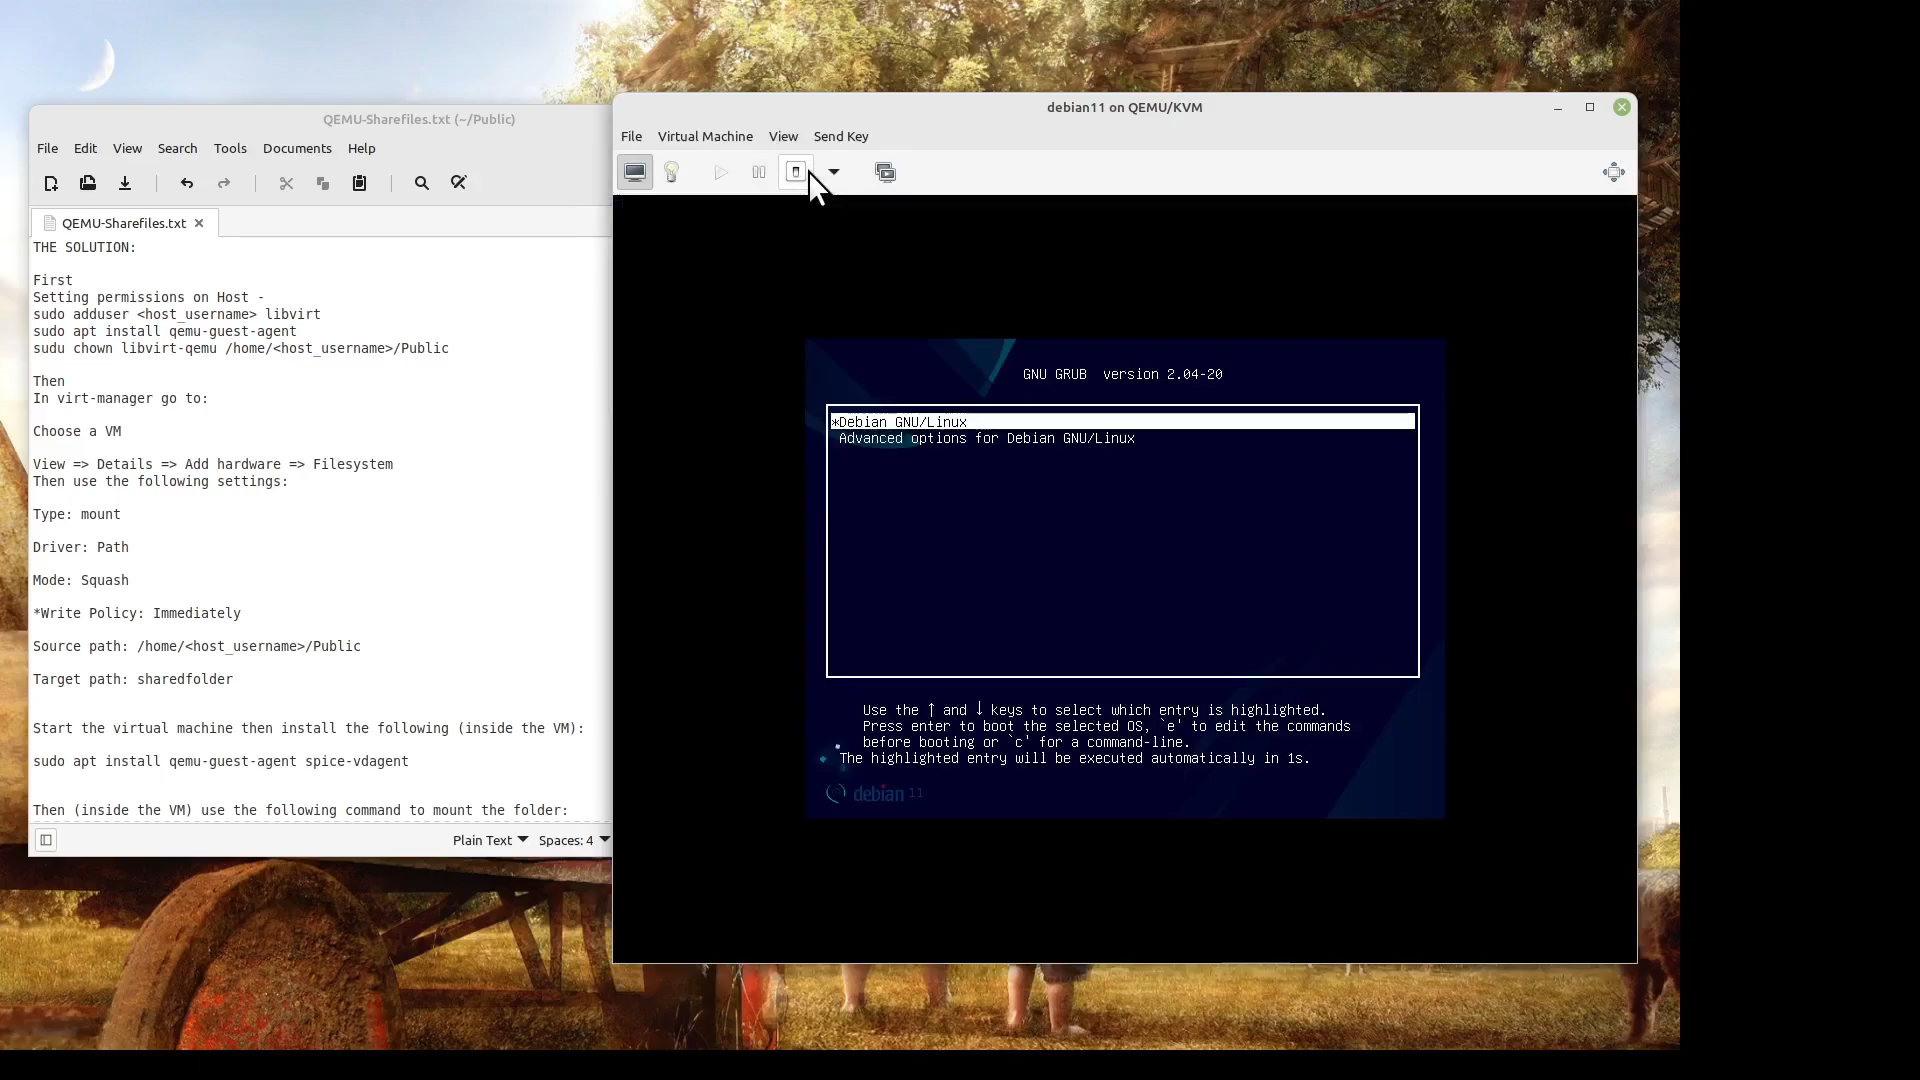 QEMU-Sharefiles.txt (~/Public)
File Edit View Search Tools Documents Help
QEMU-Sharefiles.txt
THE SOLUTION:
First
Setting permissions on Host -
sudo adduser <host_username> libvirt
sudo apt install qemu-guest-agent
sudu chown libvirt-qemu /home/<host_username>/Public
Then
In virt-manager go to:
Choose a VM
View => Details => Add hardware => Filesystem
Then use the following settings:
Type: mount
Driver: Path
Mode: Squash
*Write Policy: Immediately
Source path: /home/<host_username>/Public
Target path: sharedfolder
Start the virtual machine then install the following (inside the VM):
sudo apt install qemu-guest-agent spice-vdagent
Then (inside the VM) use the following command to mount the folder:
Plain Text Spaces: 4
debian11 on QEMU/KVM
File Virtual Machine View Send Key
GNU GRUB version 2.04-20
*Debian GNU/Linux
Advanced options for Debian GNU/Linux
Use the ↑ and ↓ keys to select which entry is highlighted.
Press enter to boot the selected OS, `e' to edit the commands
before booting or `c' for a command-line.
The highlighted entry will be executed automatically in 1s.
debian 11